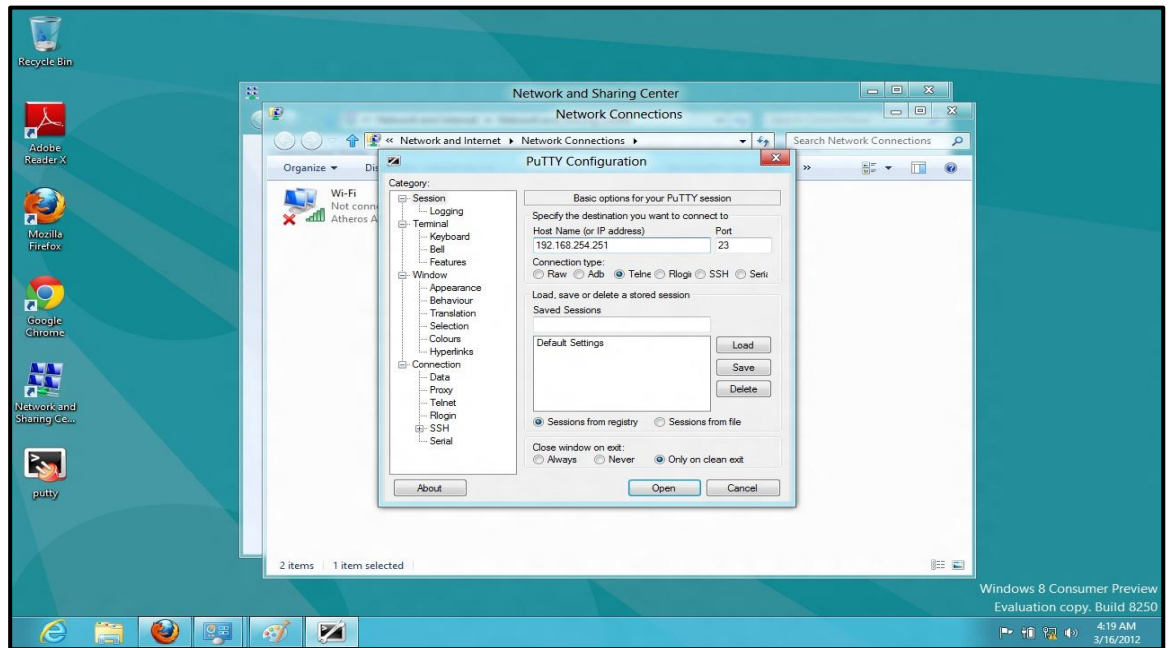 Recycle Bin
Adobe
Reader X
Mozilla
Firefox
Google
Chrome
Network and
Sharing Ce...
putty
Network and Sharing Center
Network Connections
« Network and Internet ▸ Network Connections ▸
Search Network Connections
Organize
Dis
»
Wi-Fi
Not conn
Atheros A
PuTTY Configuration
Category:
Session
Logging
Terminal
Keyboard
Bell
Features
Window
Appearance
Behaviour
Translation
Selection
Colours
Hyperlinks
Connection
Data
Proxy
Telnet
Rlogin
SSH
Serial
Basic options for your PuTTY session
Specify the destination you want to connect to
Host Name (or IP address) Port
192.168.254.251 23
Connection type:
Raw Adb Telne Rlogi SSH Seria
Load, save or delete a stored session
Saved Sessions
Default Settings
Load
Save
Delete
Sessions from registry Sessions from file
Close window on exit:
Always Never Only on clean exit
About Open Cancel
2 items 1 item selected
Windows 8 Consumer Preview
Evaluation copy. Build 8250
4:19 AM
3/16/2012